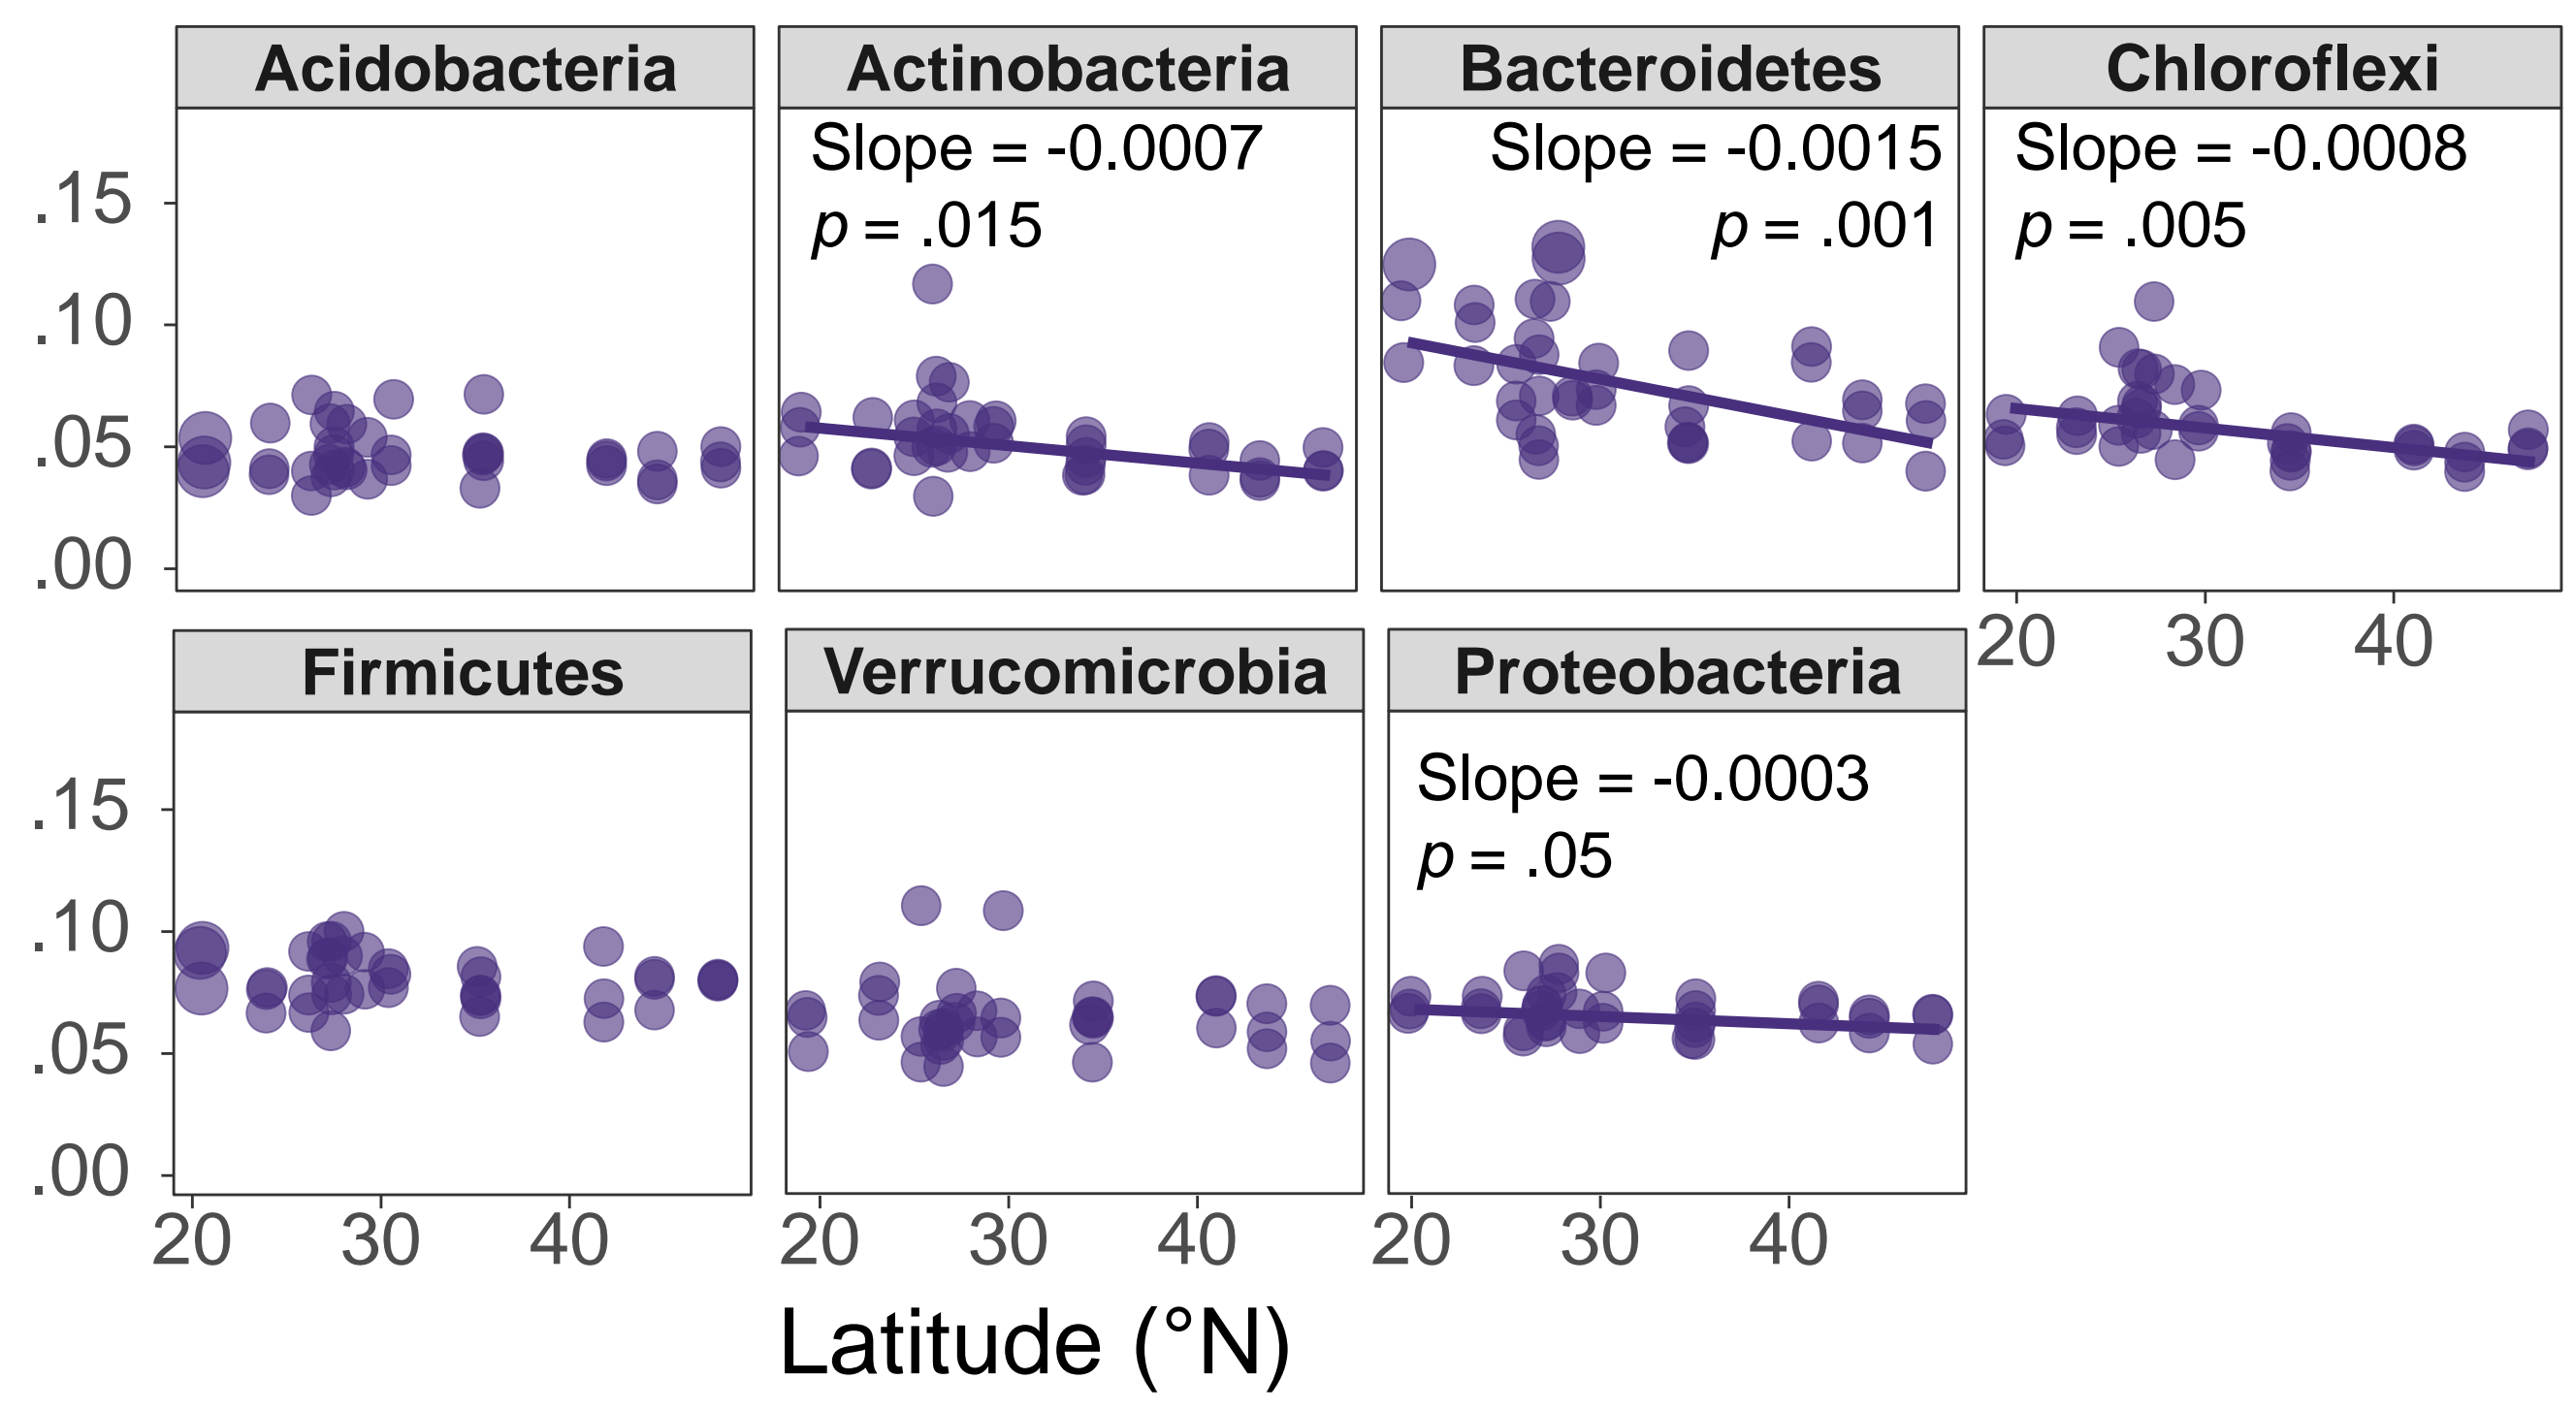 Acidobacteria
Actinobacteria
Bacteroidetes
Chloroflexi
Slope = -0.0007
p = .015
Slope = -0.0015
p = .001
Slope = -0.0008
p = .005
.15
.10
.05
.00
20 30 40
Firmicutes
Verrucomicrobia
Proteobacteria
Slope = -0.0003
p = .05
.15
.10
.05
.00
20 30 40
20 30 40
20 30 40
Latitude (°N)